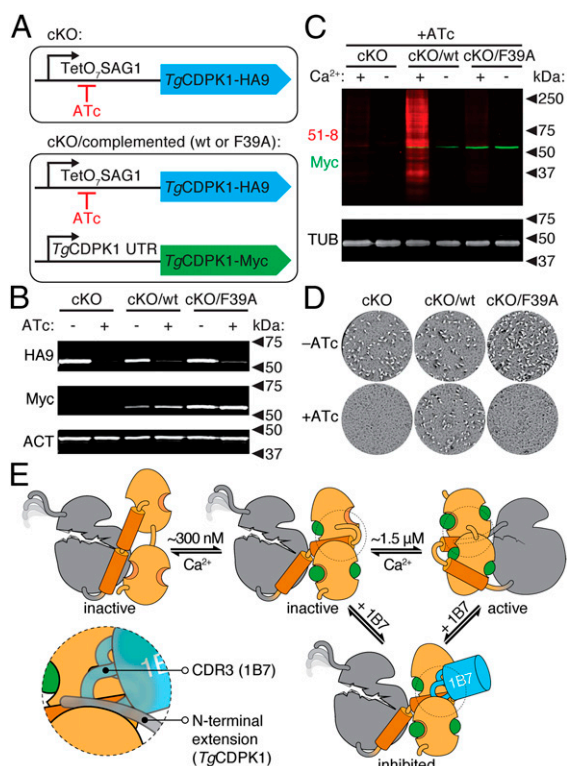 A
cKO:
TetO₇SAG1
TgCDPK1-HA9
ATc
cKO/complemented (wt or F39A):
TetO₇SAG1
TgCDPK1-HA9
ATc
TgCDPK1 UTR
TgCDPK1-Myc
B
cKO cKO/wt cKO/F39A
ATc: - + - + - + kDa:
HA9
75
50
Myc
75
50
ACT
50
37
C
+ATc
cKO cKO/wt cKO/F39A
Ca²⁺: + - + - + - kDa:
51-8
Myc
250
75
50
37
TUB
75
50
37
D
cKO cKO/wt cKO/F39A
–ATc
+ATc
E
inactive
~300 nM
Ca²⁺
inactive
~1.5 µM
Ca²⁺
active
+ 1B7
+ 1B7
1B7
inhibited
1B
CDR3 (1B7)
N-terminal
extension
(TgCDPK1)